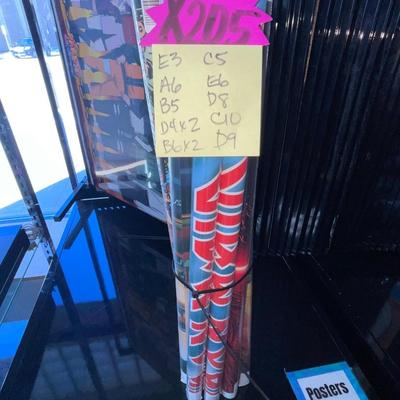 X205
E3 C5
A6 E6
B5 D8
D4x2 C10
B6x2 D9
Posters